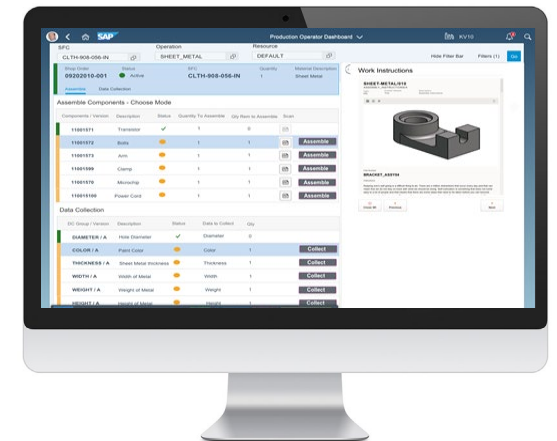 SAP
Production Operator Dashboard
KV10
SFC
Operation
Resource
CLTH-908-056-IN
SHEET_METAL
DEFAULT
Hide Filter Bar
Filters (1)
Go
Shop Order
Status
SFC
Quantity
Material Description
09202010-001
Active
CLTH-908-056-IN
1
Sheet Metal
Assemble
Data Collection
Work Instructions
SHEET-METAL/010
Assemble Components - Choose Mode
Components / Version
Description
Status
Quantity To Assemble
Qty Rem to Assemble
Scan
11001571 Transistor 1 0
11001572 Bolts 1 1 Assemble
11001573 Arm 1 1 Assemble
11001599 Clamp 1 1 Assemble
11001570 Microchip 1 1 Assemble
110015100 Power Cord 1 1 Assemble
BRACKET_ASSY04
Previous
Next
Data Collection
DC Group / Version
Description
Status
Data to Collect
Qty
DIAMETER / A Hole Diameter Diameter 0
COLOR / A Paint Color Color 1 Collect
THICKNESS / A Sheet Metal thickness Thickness 1 Collect
WIDTH / A Width of Metal Width 1 Collect
WEIGHT / A Weight of Metal Weight 1 Collect
HEIGHT / A Height of Metal Height 1 Collect